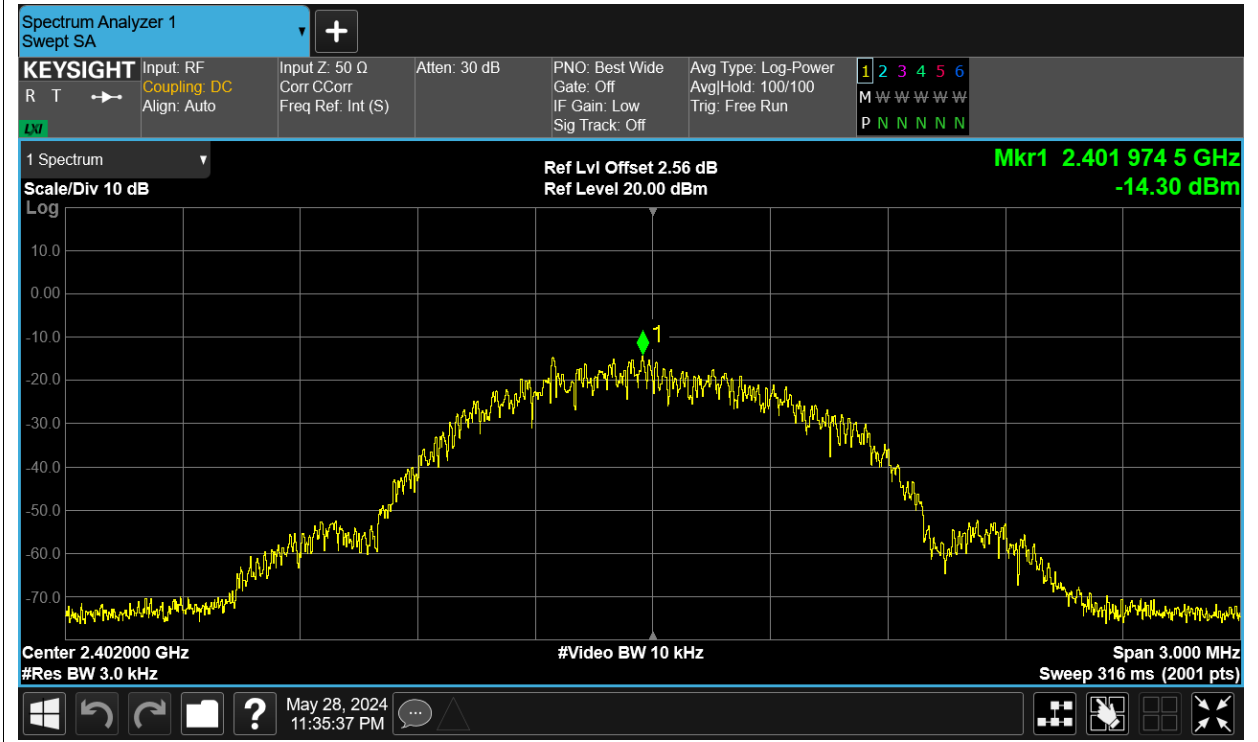 Spectrum Analyzer 1
Swept SA
KEYSIGHT
R T
LXI
Input: RF
Coupling: DC
Align: Auto
Input Z: 50 Ω
Corr CCorr
Freq Ref: Int (S)
Atten: 30 dB
PNO: Best Wide
Gate: Off
IF Gain: Low
Sig Track: Off
Avg Type: Log-Power
Avg|Hold: 100/100
Trig: Free Run
1 2 3 4 5 6
M W W W W W
P N N N N N
1 Spectrum
Scale/Div 10 dB
Ref Lvl Offset 2.56 dB
Ref Level 20.00 dBm
Mkr1 2.401 974 5 GHz
-14.30 dBm
Log
10.0
0.00
-10.0
-20.0
-30.0
-40.0
-50.0
-60.0
-70.0
1
Center 2.402000 GHz
#Res BW 3.0 kHz
#Video BW 10 kHz
Span 3.000 MHz
Sweep 316 ms (2001 pts)
?
May 28, 2024
11:35:37 PM